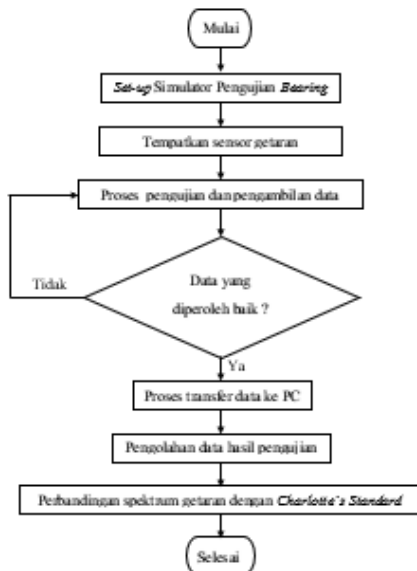 Mulai
Set-up Simulator Pengujian Bearing
Tempatkan sensor getaran
Proses pengujian dan pengambilan data
Tidak
Data yang
diperoleh baik ?
Ya
Proses transfer data ke PC
Pengolahan data hasil pengujian
Perbandingan spektrum getaran dengan Charlotte's Standard
Selesai